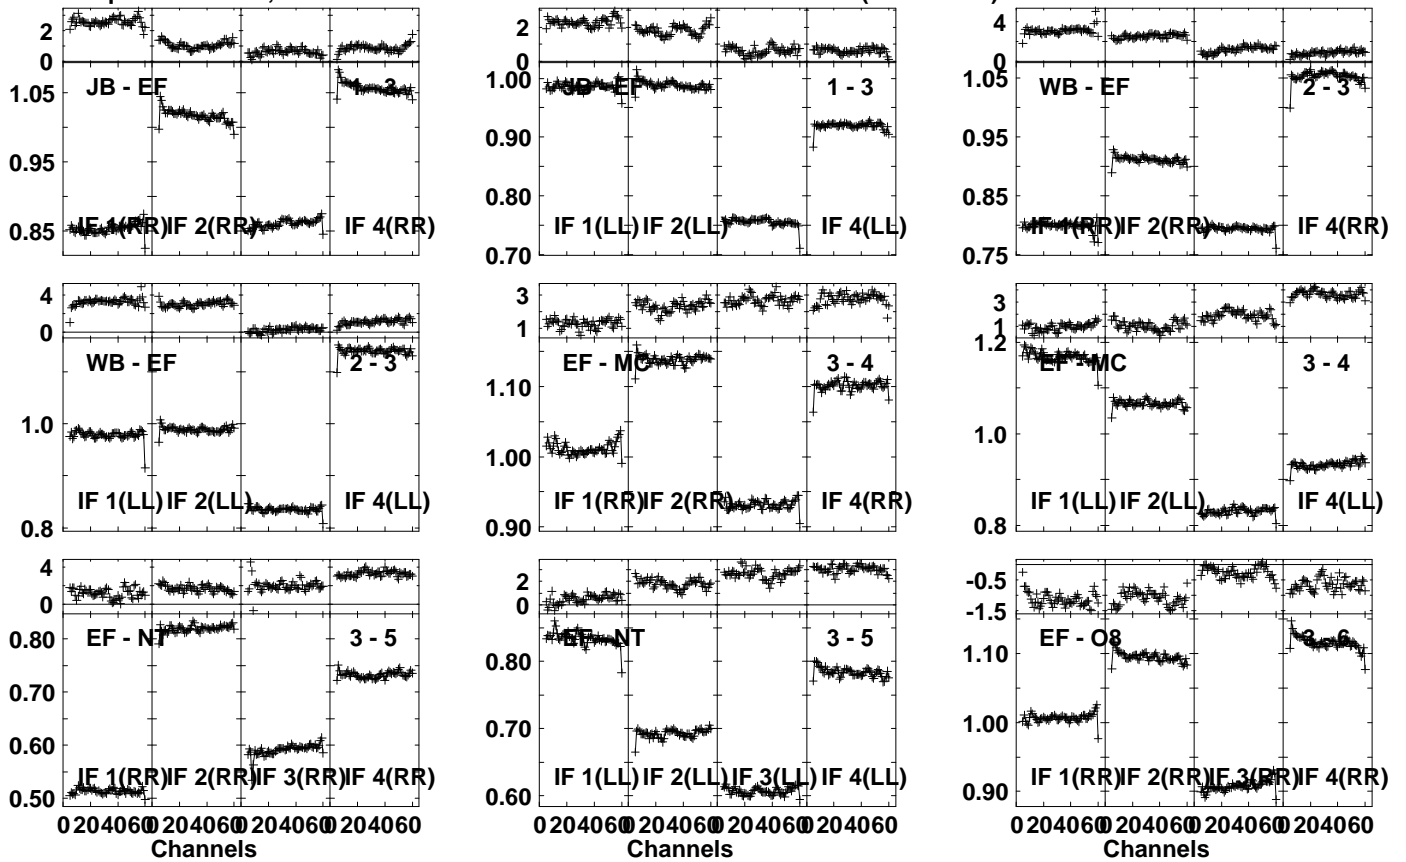 2 2 4
0 0 2
0
JB - EF 1 - 3 JB - EF 1 - 3 WB - EF 2 - 3
1.05 1.00 1.05
0.95 0.90 0.95
0.80 0.85
0.85 0.70 0.75
IF 1(RR) IF 2(RR) IF 4(RR) IF 1(LL) IF 2(LL) IF 4(LL) IF 1(RR) IF 2(RR) IF 4(RR)
4 3 3
0 1 1
WB - EF 2 - 3 EF - MC 3 - 4 EF - MC 3 - 4
1.0 1.10 1.2
0.8 1.00 1.0
0.90 0.8
IF 1(LL) IF 2(LL) IF 4(LL) IF 1(RR) IF 2(RR) IF 4(RR) IF 1(LL) IF 2(LL) IF 4(LL)
4 2 -0.5
0 0 -1.5
EF - NT 3 - 5 EF - NT 3 - 5 EF - O8 3 - 6
0.80 0.80 1.10
0.70 0.70 1.00
0.60 0.60 0.90
0.50
IF 1(RR) IF 2(RR) IF 3(RR) IF 4(RR) IF 1(LL) IF 2(LL) IF 3(LL) IF 4(LL) IF 1(RR) IF 2(RR) IF 3(RR) IF 4(RR)
0 204060 0 204060 0 204060 0 204060 0 204060 0 204060 0 204060 0 204060 0 204060 0 204060 0 204060 0 204060
Channels Channels Channels